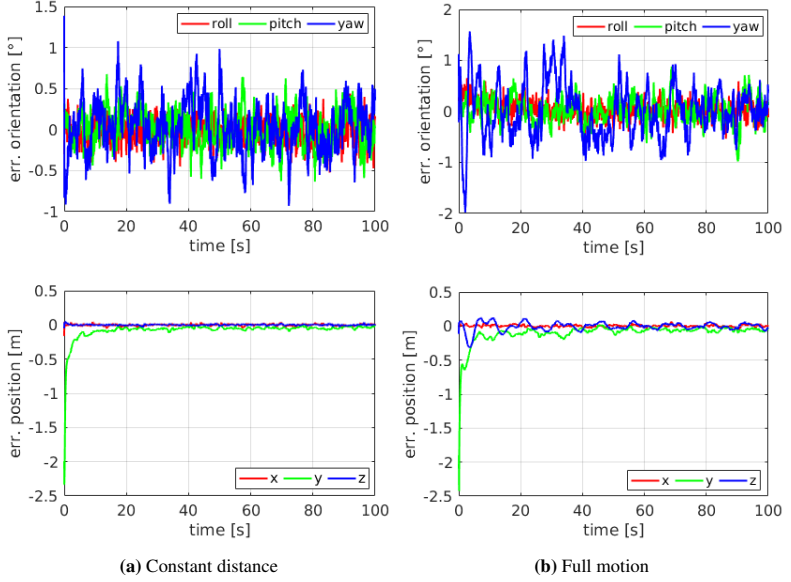 roll pitch yaw
err. orientation [°]
1.5
1
0.5
0
-0.5
-1
0 20 40 60 80 100
time [s]
roll pitch yaw
err. orientation [°]
2
1
0
-1
-2
0 20 40 60 80 100
time [s]
err. position [m]
0.5
0
-0.5
-1
-1.5
-2
-2.5
x y z
0 20 40 60 80 100
time [s]
err. position [m]
0.5
0
-0.5
-1
-1.5
-2
-2.5
x y z
0 20 40 60 80 100
time [s]
(a) Constant distance
(b) Full motion